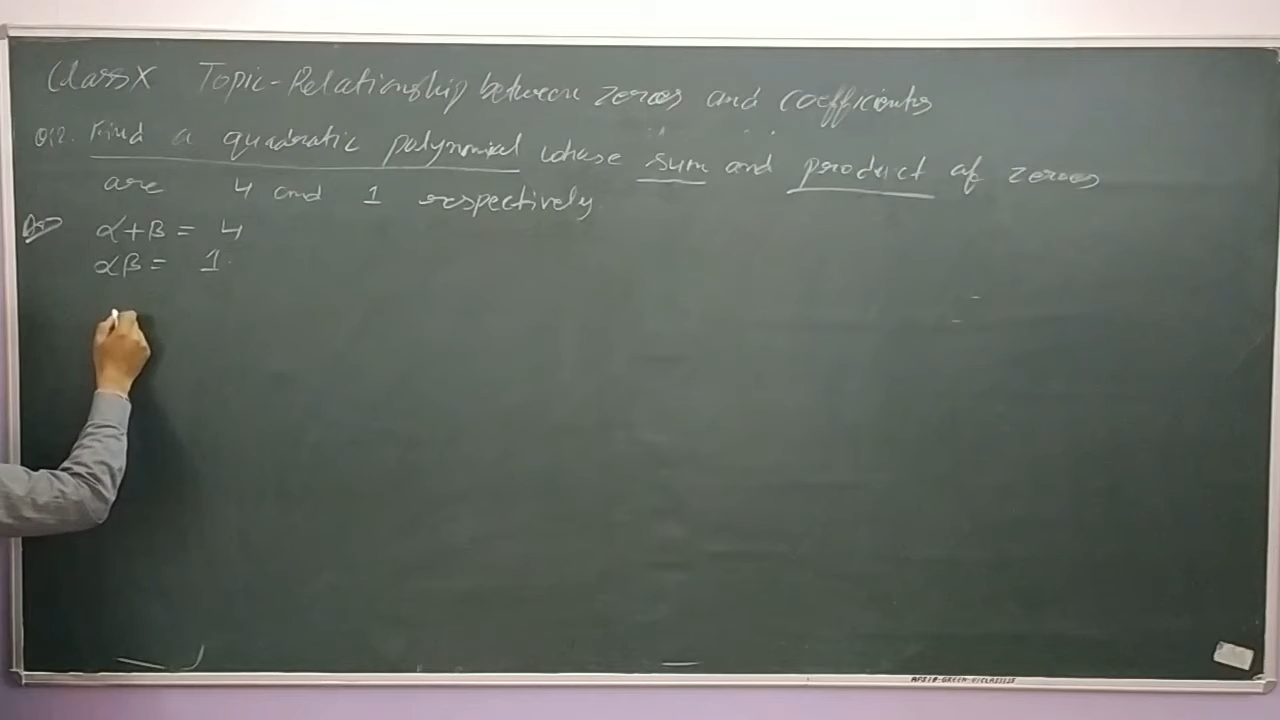 Class X Topic-Relationship between zeroes and coefficients
Q12. Find a quadratic polynomial whose sum and product of zeroes
are 4 and 1 respectively.
α+β = 4
αβ = 1